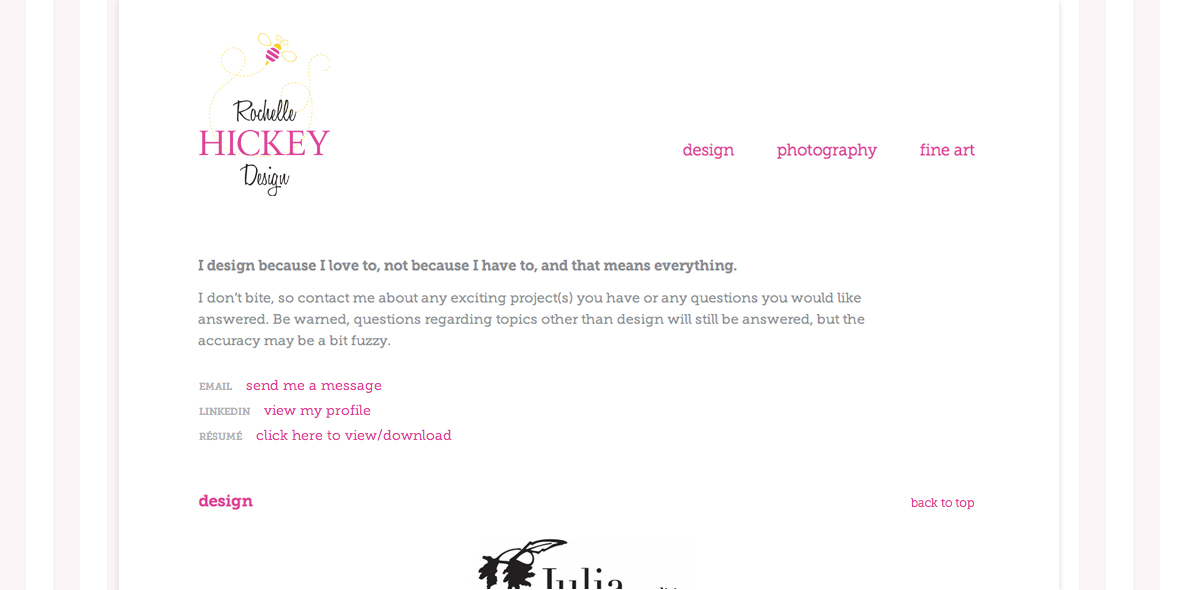 Rochelle
HICKEY
Design
design photography fine art
I design because I love to, not because I have to, and that means everything.
I don’t bite, so contact me about any exciting project(s) you have or any questions you would like
answered. Be warned, questions regarding topics other than design will still be answered, but the
accuracy may be a bit fuzzy.
EMAIL send me a message
LINKEDIN view my profile
RÉSUMÉ click here to view/download
design back to top
Julia